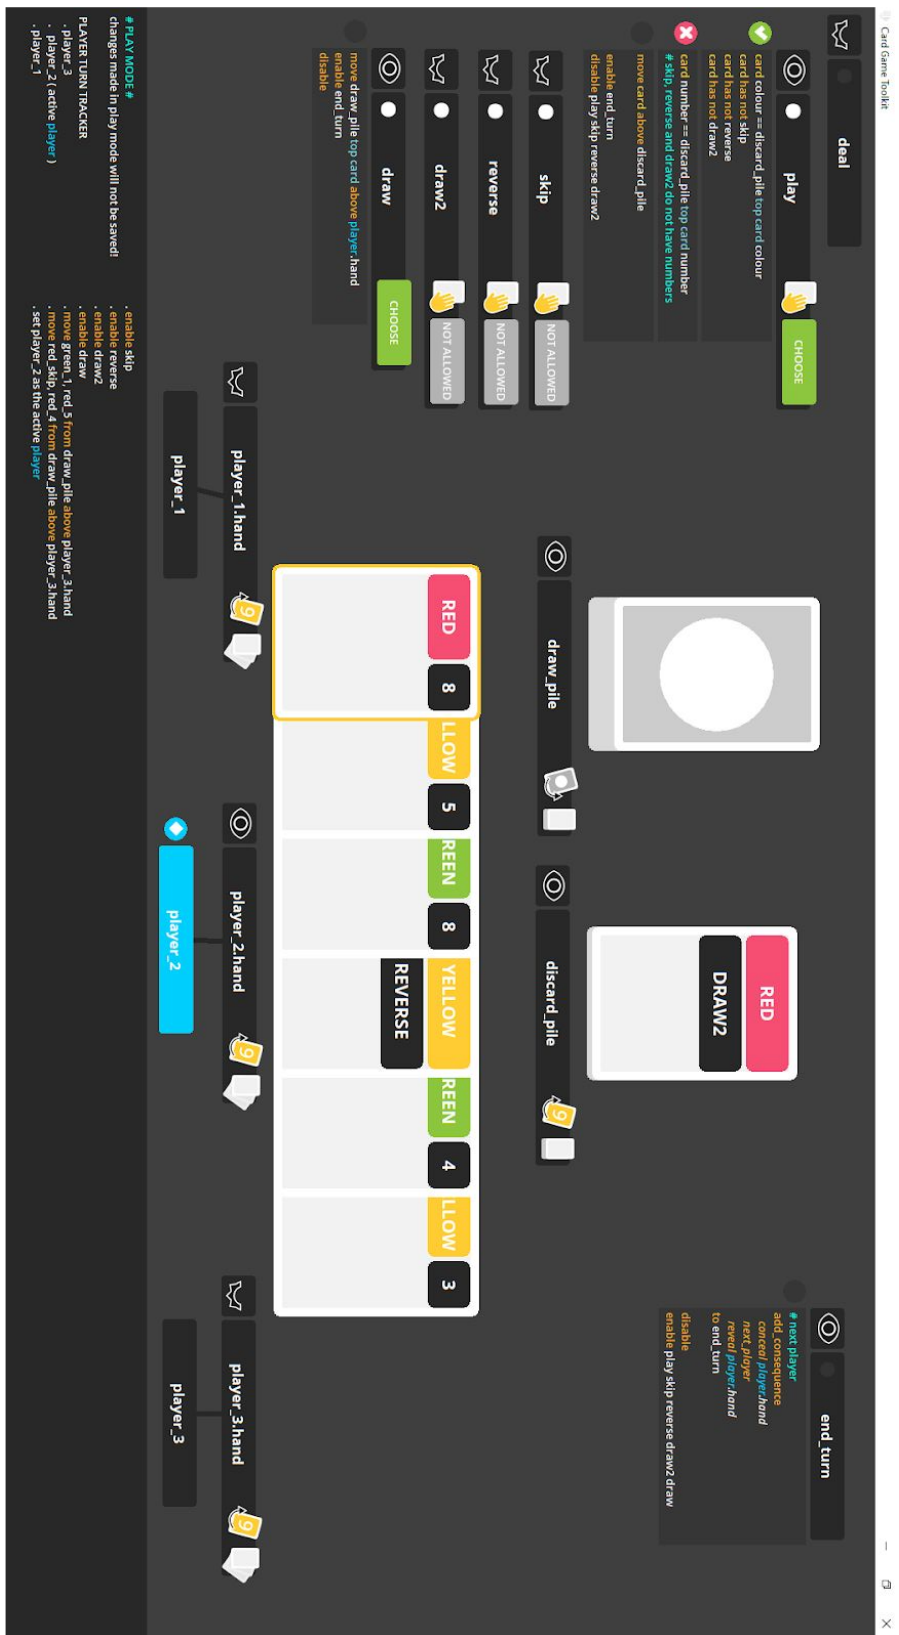 Card Game Toolkit
deal
play
CHOOSE
card colour == discard_pile top card colour
card has not skip
card has not reverse
card has not draw2
card number == discard_pile top card number
# skip, reverse and draw2 do not have numbers
move card above discard_pile
enable end_turn
disable play skip reverse draw2
skip
NOT ALLOWED
reverse
NOT ALLOWED
draw2
NOT ALLOWED
draw
CHOOSE
move draw_pile top card above player.hand
enable end_turn
disable
draw_pile
9
discard_pile
RED
DRAW2
end_turn
# next player
add_consequence
conceal player.hand
next_player
reveal player.hand
to end_turn
disable
enable play skip reverse draw2 draw
RED 8
LLOW 5
REEN 8
YELLOW
REVERSE
REEN 4
LLOW 3
player_1.hand
9
player_2.hand
9
player_3.hand
9
player_1
player_2
player_3
# PLAY MODE #
changes made in play mode will not be saved!
PLAYER TURN TRACKER
. player_3
. player_2 ( active player )
. player_1
. enable skip
. enable reverse
. enable draw2
. enable draw
. move green_1, red_5 from draw_pile above player_3.hand
. move red_skip, red_4 from draw_pile above player_3.hand
. set player_2 as the active player